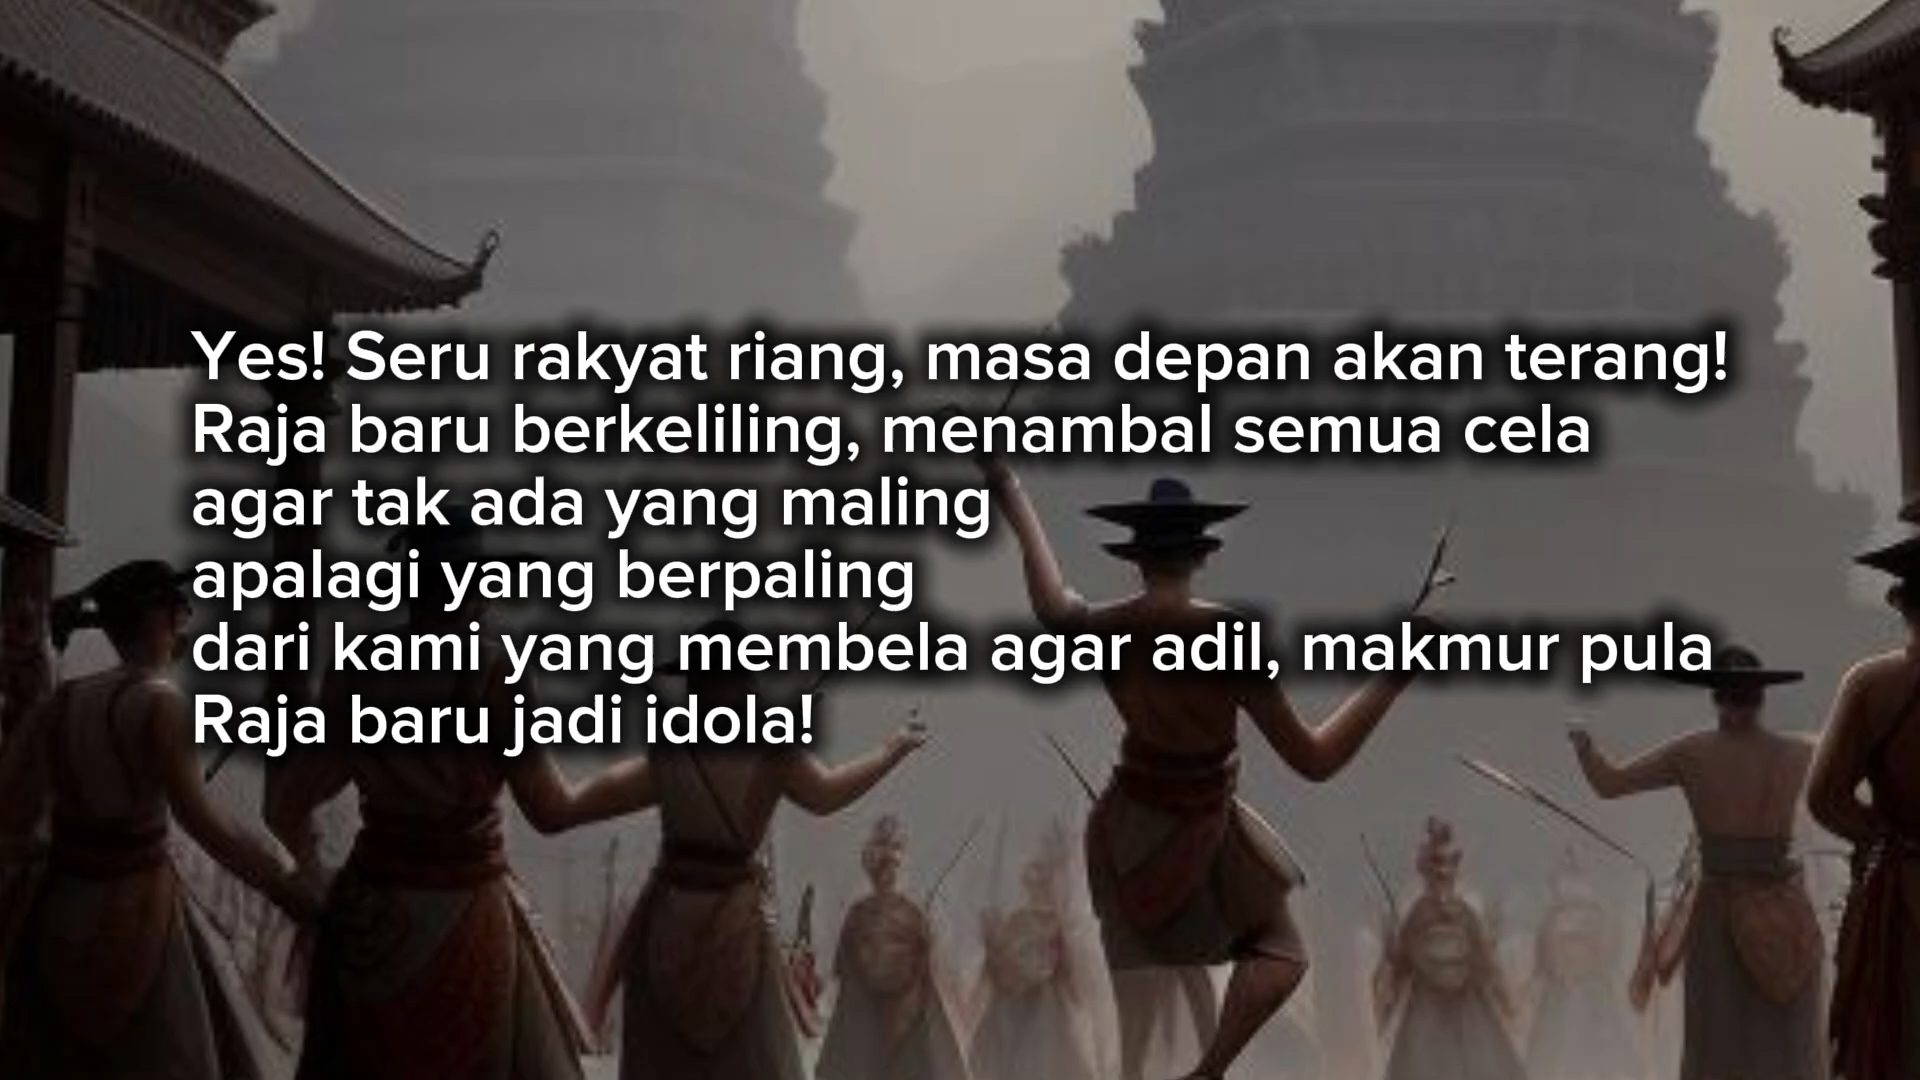 Yes! Seru rakyat riang, masa depan akan terang!
Raja baru berkeliling, menambal semua cela
agar tak ada yang maling
apalagi yang berpaling
dari kami yang membela agar adil, makmur pula
Raja baru jadi idola!